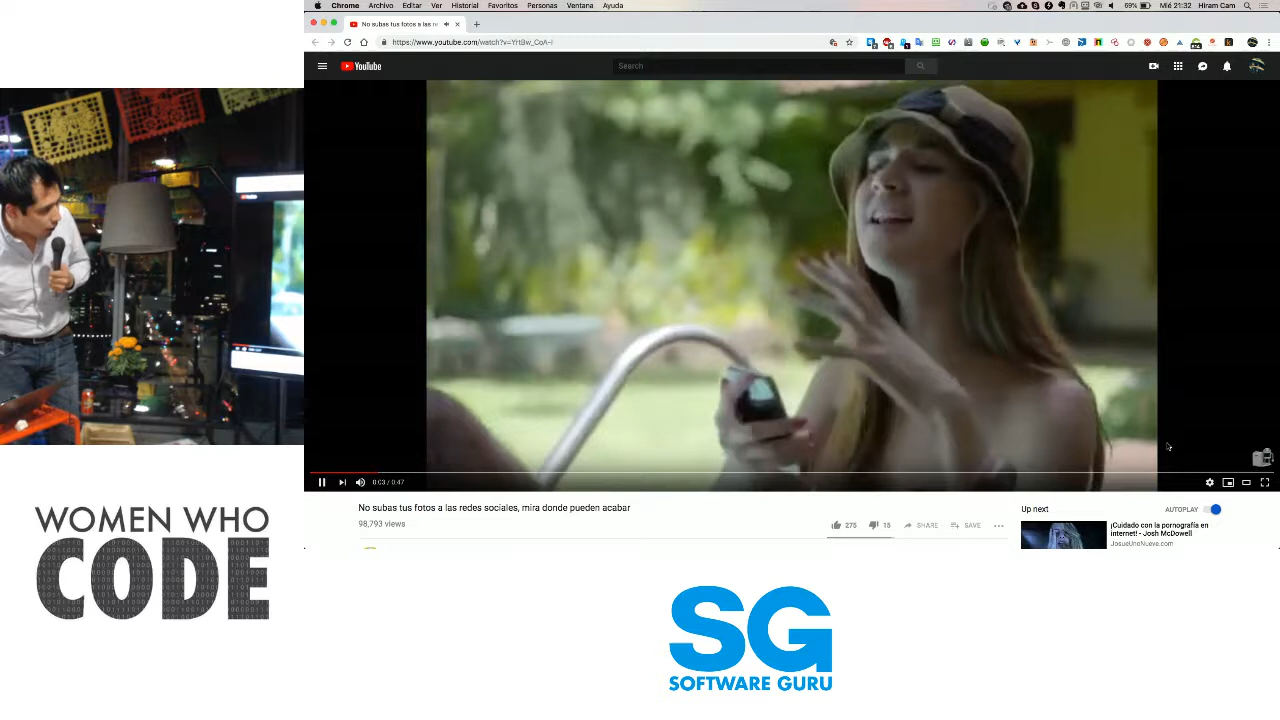 Chrome Archivo Editar Ver Historial Favoritos Personas Ventana Ayuda
69% Mié 21:32 Hiram Cam
No subas tus fotos a las re
https://www.youtube.com/watch?v=YrtBw_CoA-I
YouTube
Search
0:03 / 0:47
No subas tus fotos a las redes sociales, mira donde pueden acabar
98,793 views
275 15 SHARE SAVE
Up next AUTOPLAY
¡Cuidado con la pornografía en
internet! - Josh McDowell
JosueUnoNueve.com
WOMEN WHO
CODE
SG
SOFTWARE GURU